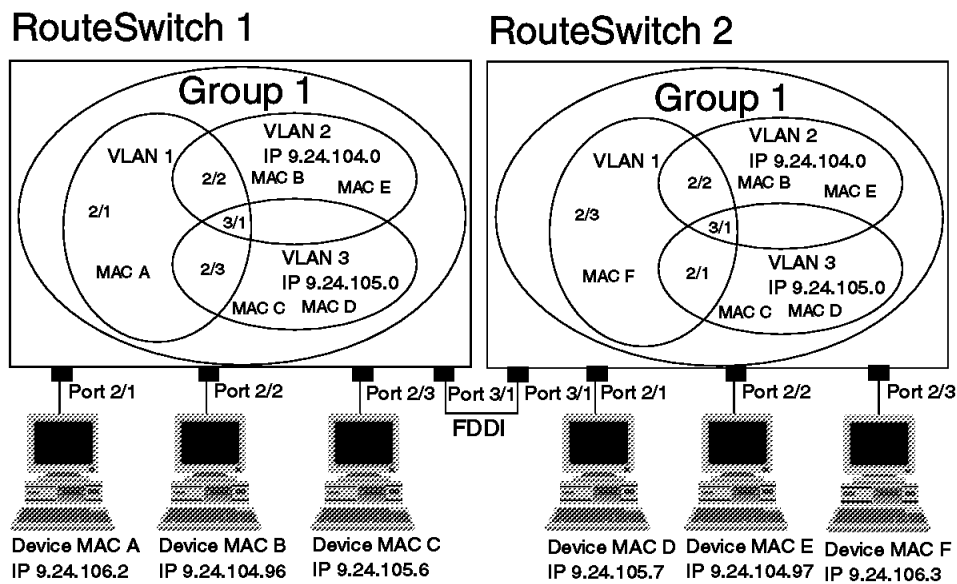 RouteSwitch 1
Group 1
VLAN 1
VLAN 2
IP 9.24.104.0
MAC B
MAC E
2/2
2/1
3/1
MAC A
2/3
VLAN 3
IP 9.24.105.0
MAC C
MAC D
RouteSwitch 2
Group 1
VLAN 1
VLAN 2
IP 9.24.104.0
MAC B
MAC E
2/2
2/3
3/1
MAC F
2/1
VLAN 3
IP 9.24.105.0
MAC C
MAC D
Port 2/1
Port 2/2
Port 2/3
Port 3/1
Port 3/1
Port 2/1
Port 2/2
Port 2/3
FDDI
Device MAC A
IP 9.24.106.2
Device MAC B
IP 9.24.104.96
Device MAC C
IP 9.24.105.6
Device MAC D
IP 9.24.105.7
Device MAC E
IP 9.24.104.97
Device MAC F
IP 9.24.106.3